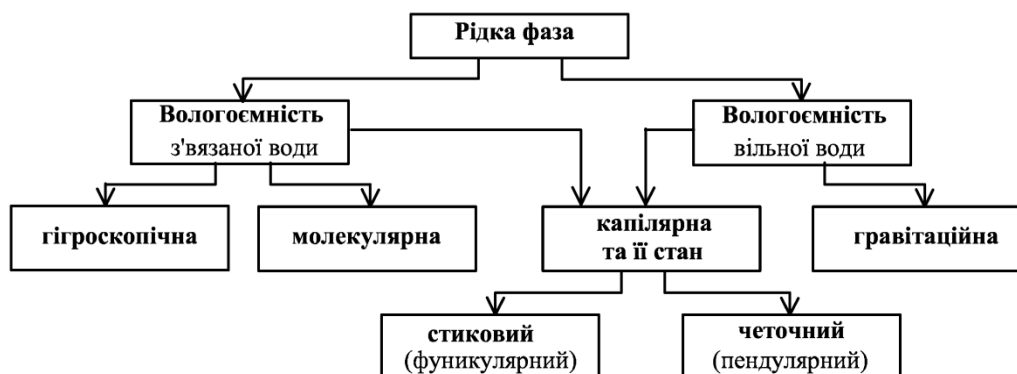 Рідка фаза
Вологоємність
з'вязаної води
Вологоємність
вільної води
гігроскопічна
молекулярна
капілярна
та її стан
гравітаційна
стиковий
(фуникулярний)
четочний
(пендулярний)